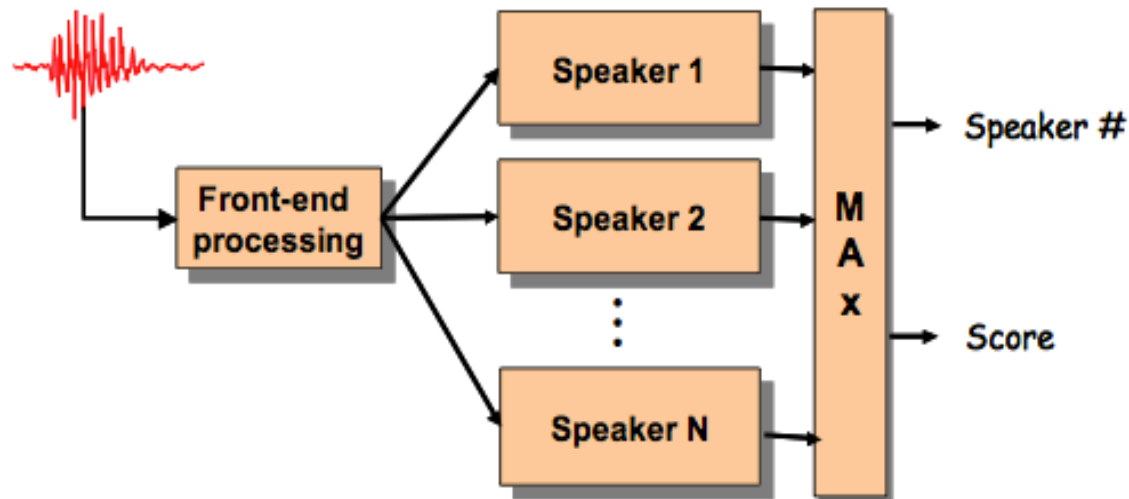 Speaker 1
Speaker #
Front-end
processing
Speaker 2
M
A
x
Score
Speaker N